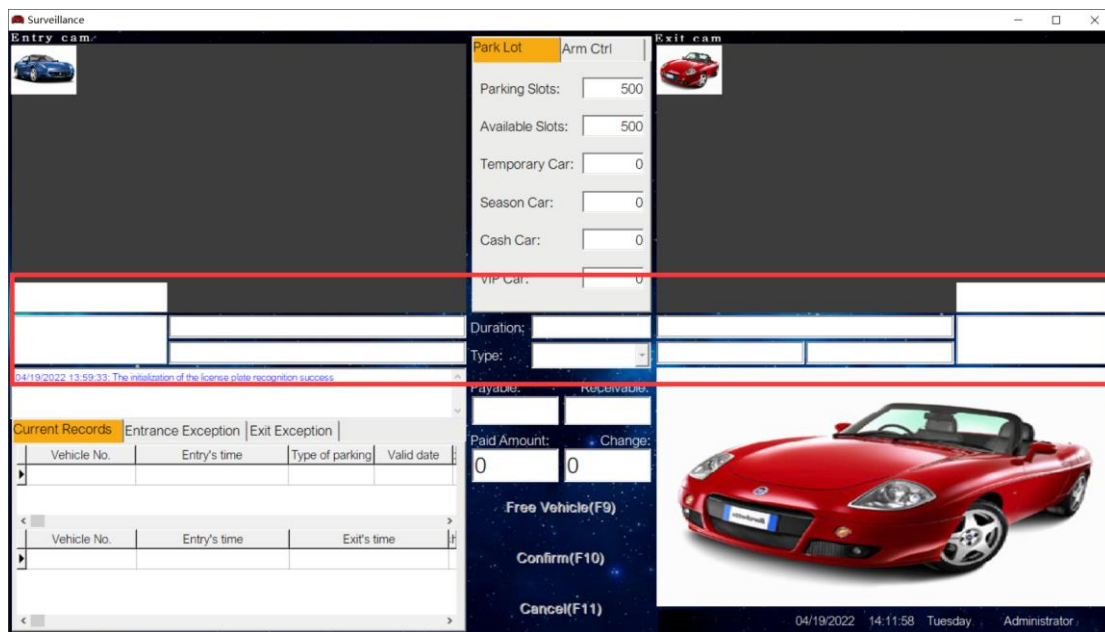 Surveillance
Entry cam
Exit cam
Park Lot
Arm Ctrl
Parking Slots: 500
Available Slots: 500
Temporary Car: 0
Season Car: 0
Cash Car: 0
VIP Car: 0
Duration:
Type:
04/19/2022 13:59:33: The initialization of the license plate recognition success
Payable: Receivable:
Paid Amount: Change:
0 0
Current Records Entrance Exception Exit Exception
Vehicle No. Entry's time Type of parking Valid date
Vehicle No. Entry's time Exit's time
Free Vehicle(F9)
Confirm(F10)
Cancel(F11)
04/19/2022 14:11:58 Tuesday Administrator